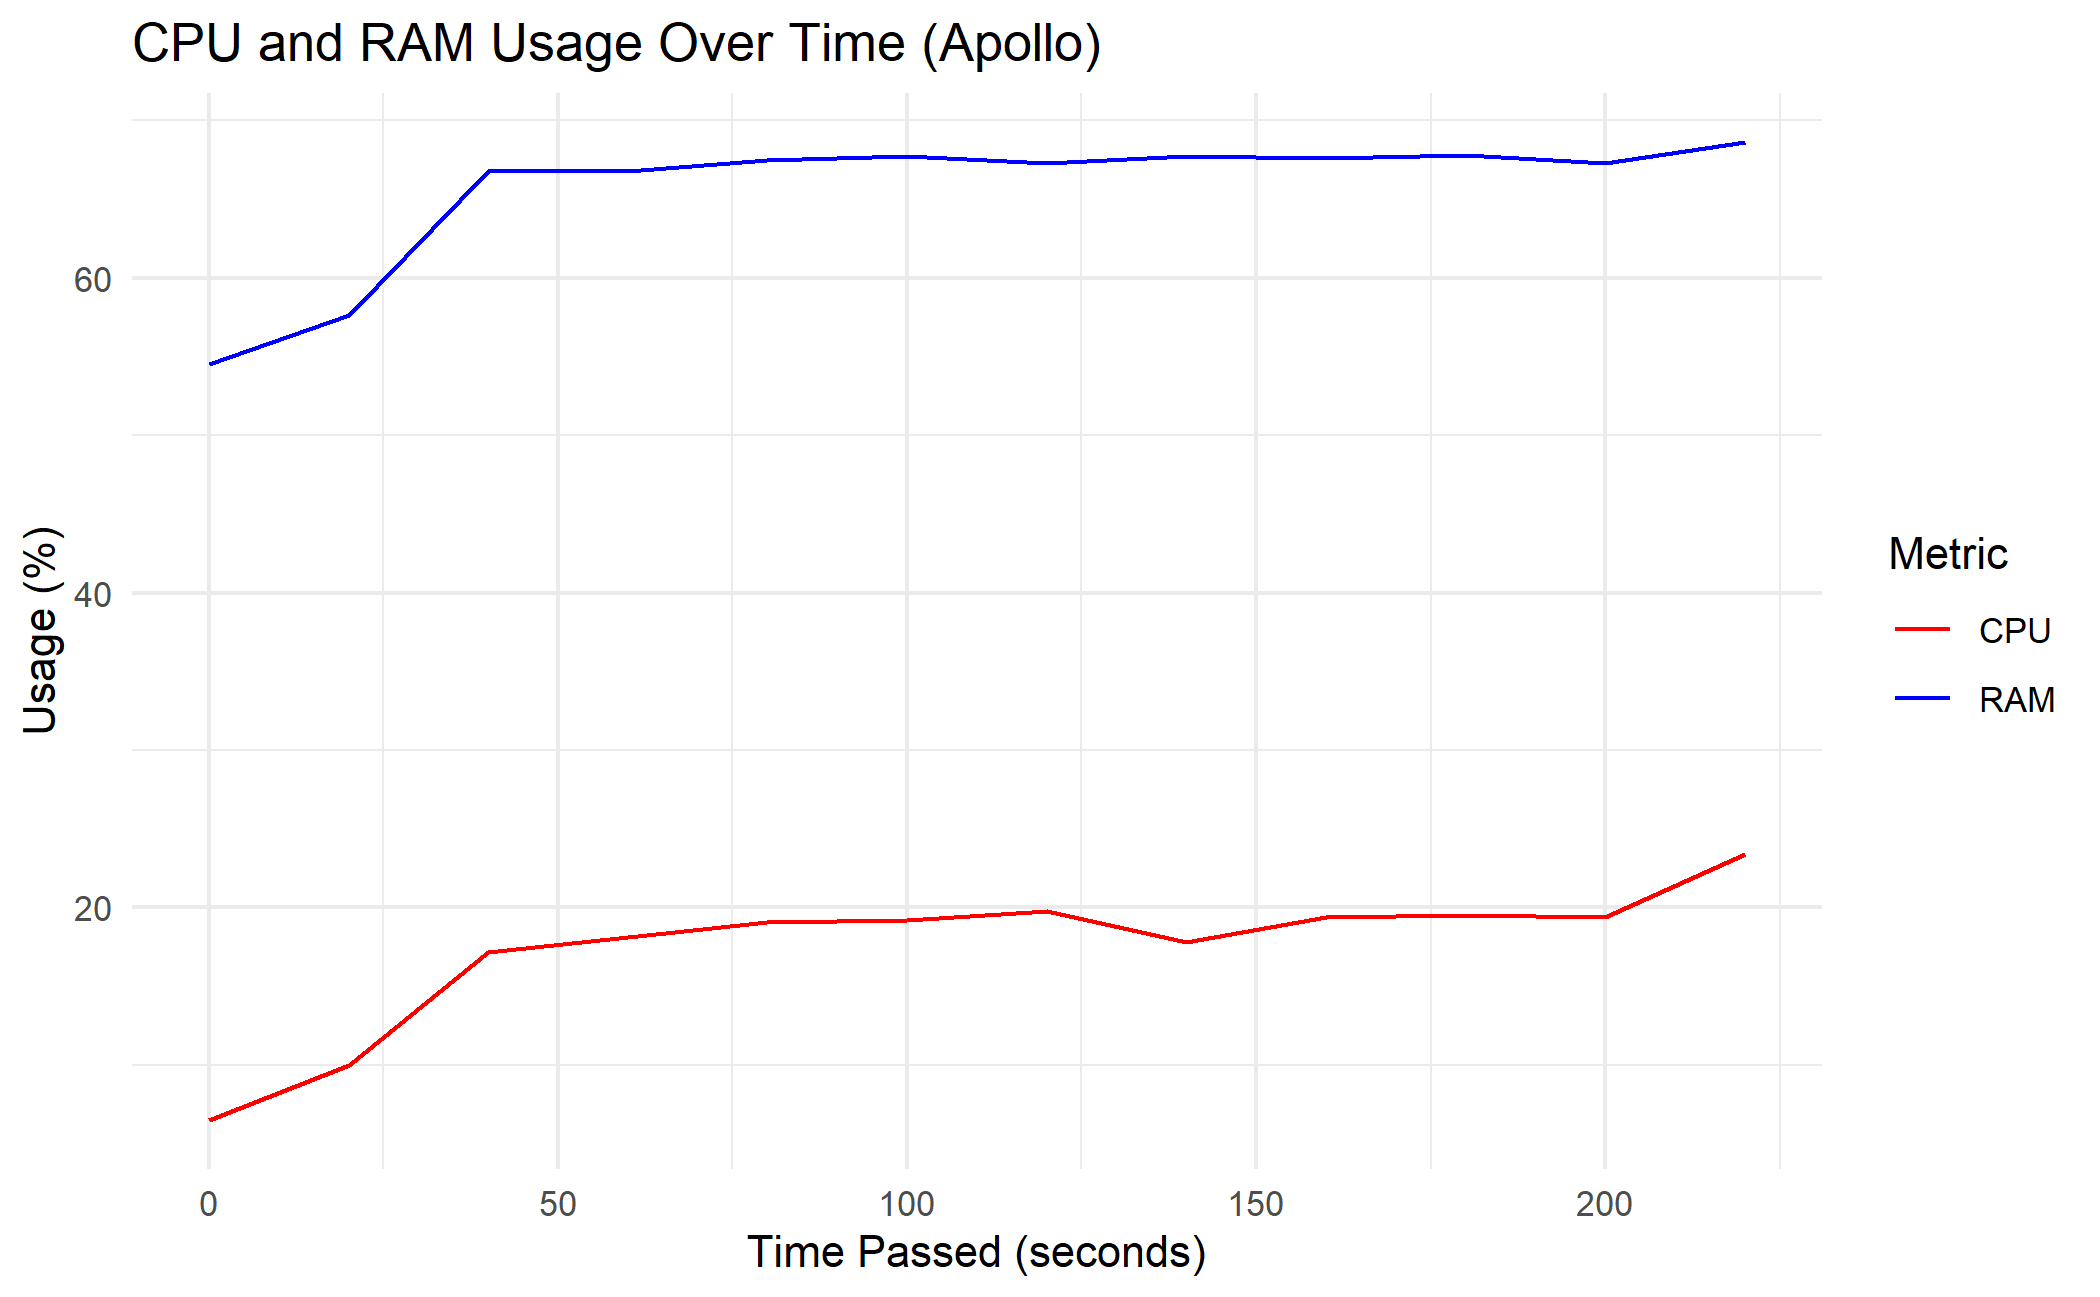 CPU and RAM Usage Over Time (Apollo)
60
40
20
Usage (%)
0 50 100 150 200
Time Passed (seconds)
Metric
CPU
RAM